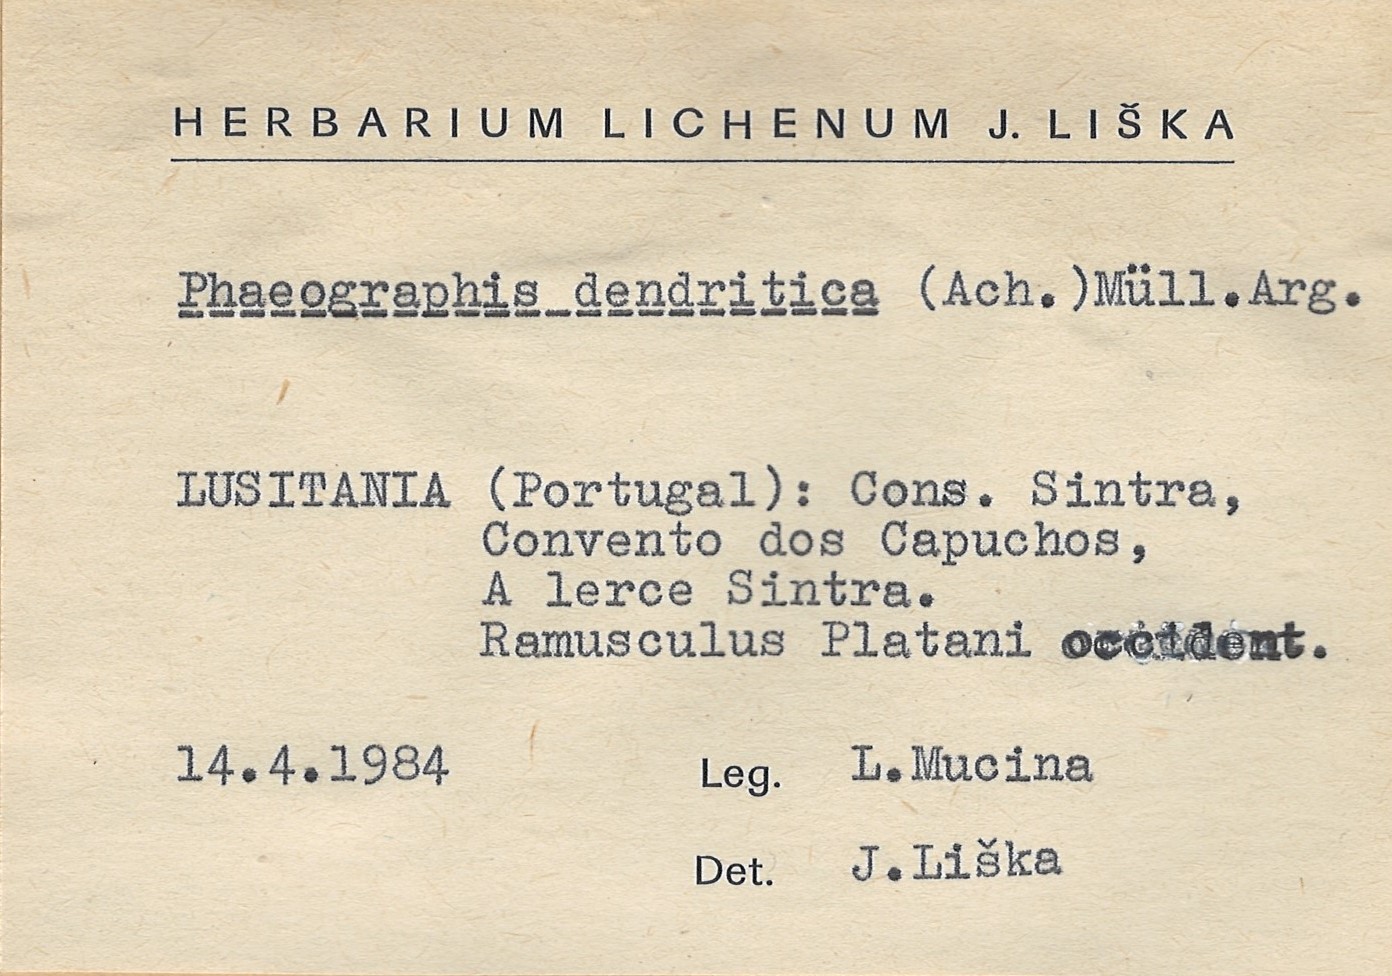 HERBARIUM LICHENUM J. LIŠKA
Phaeographis dendritica (Ach.)Müll.Arg.
LUSITANIA (Portugal): Cons. Sintra,
Convento dos Capuchos,
A lerce Sintra.
Ramusculus Platani occident.
14.4.1984 Leg. L.Mucina
Det. J.Liška